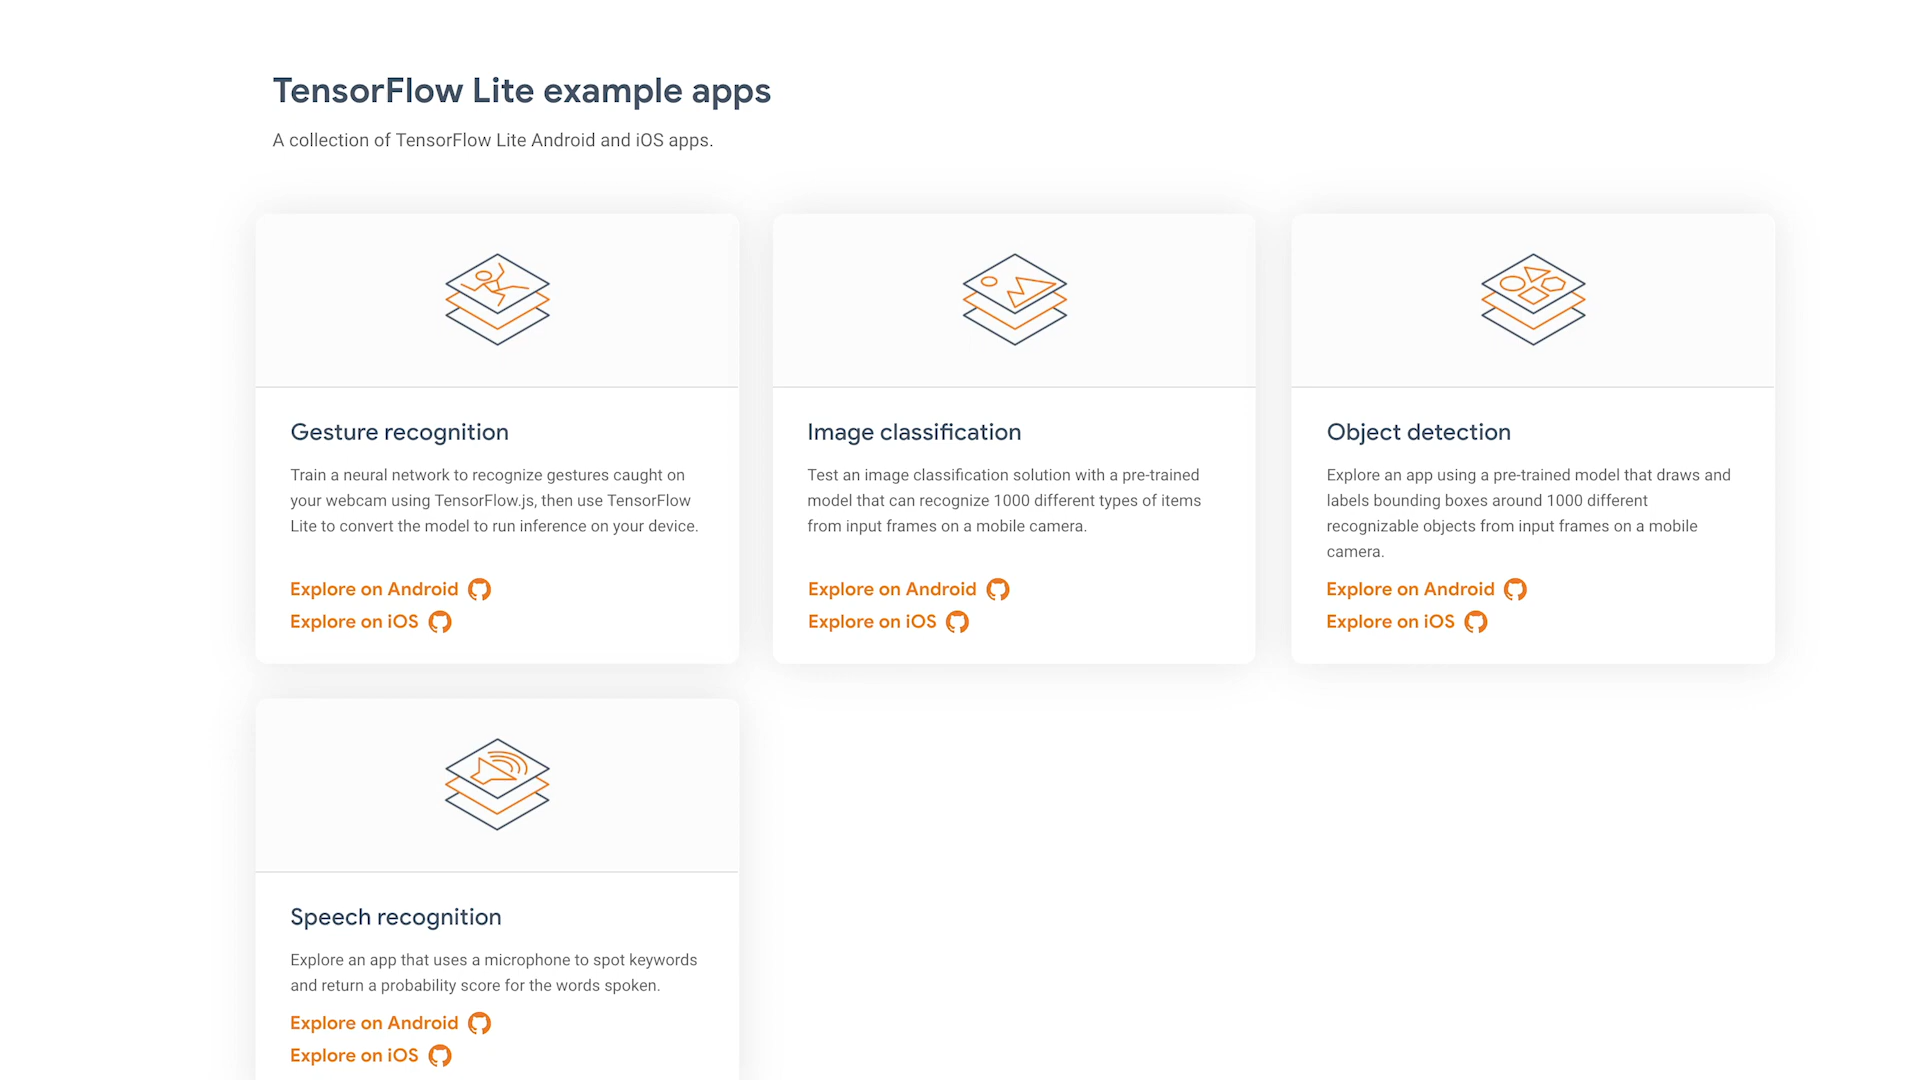 TensorFlow Lite example apps
A collection of TensorFlow Lite Android and iOS apps.
Gesture recognition
Train a neural network to recognize gestures caught on
your webcam using TensorFlow.js, then use TensorFlow
Lite to convert the model to run inference on your device.
Explore on Android
Explore on iOS
Image classification
Test an image classification solution with a pre-trained
model that can recognize 1000 different types of items
from input frames on a mobile camera.
Explore on Android
Explore on iOS
Object detection
Explore an app using a pre-trained model that draws and
labels bounding boxes around 1000 different
recognizable objects from input frames on a mobile
camera.
Explore on Android
Explore on iOS
Speech recognition
Explore an app that uses a microphone to spot keywords
and return a probability score for the words spoken.
Explore on Android
Explore on iOS